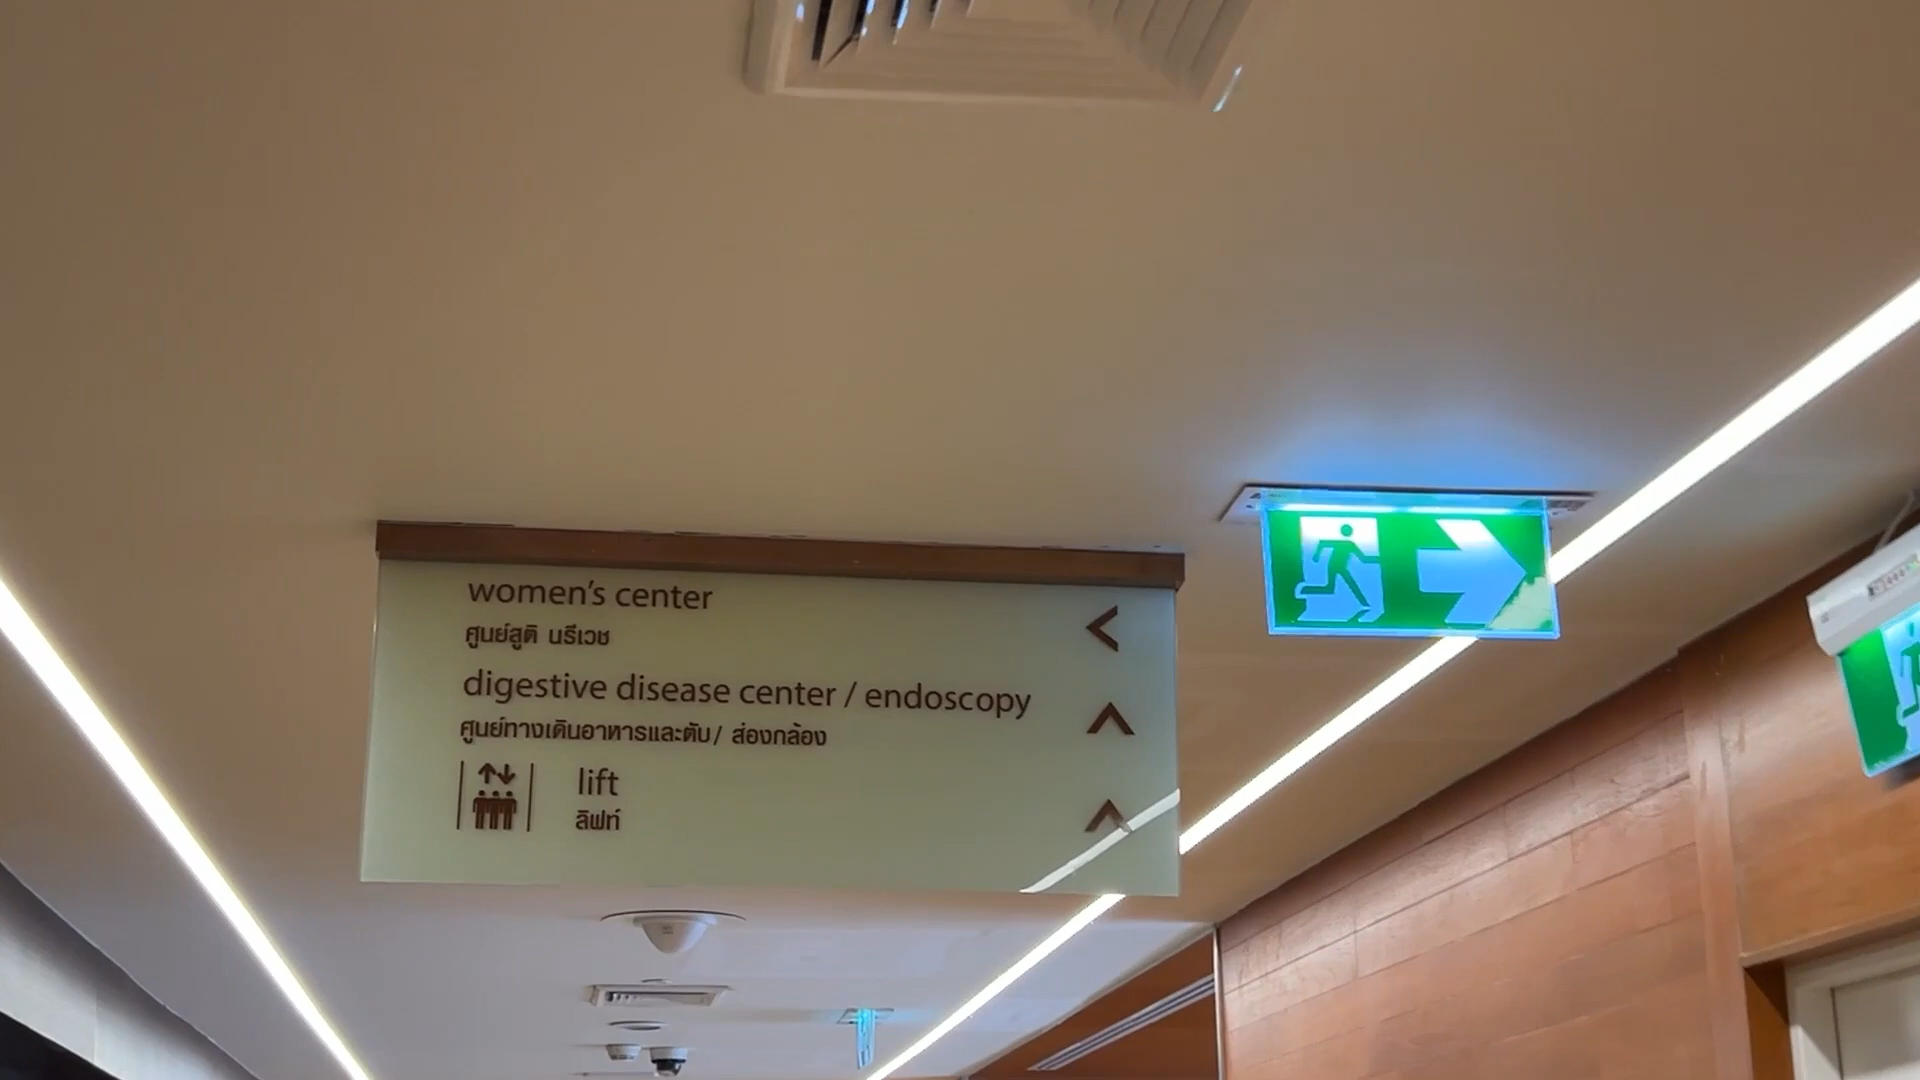 women's center
ศูนย์สูติ นรีเวช
digestive disease center / endoscopy
ศูนย์ทางเดินอาหารและตับ/ ส่องกล้อง
lift
ลิฟท์